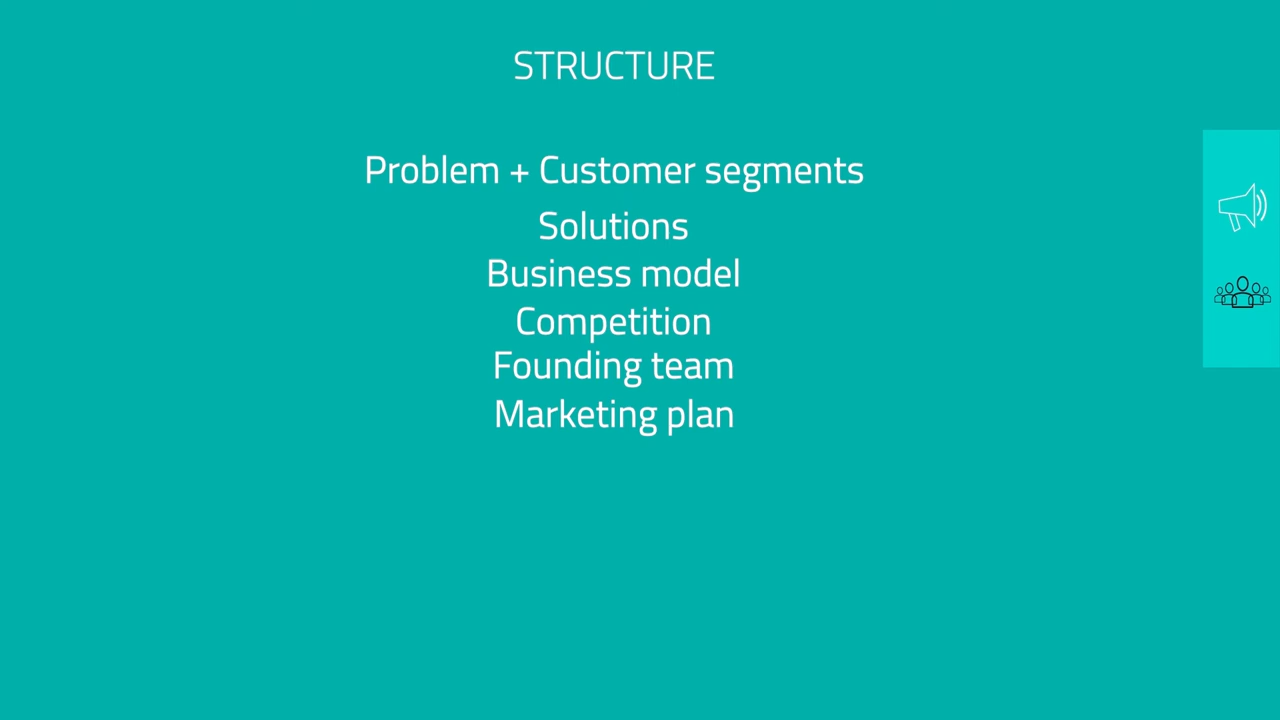 STRUCTURE
Problem + Customer segments
Solutions
Business model
Competition
Founding team
Marketing plan